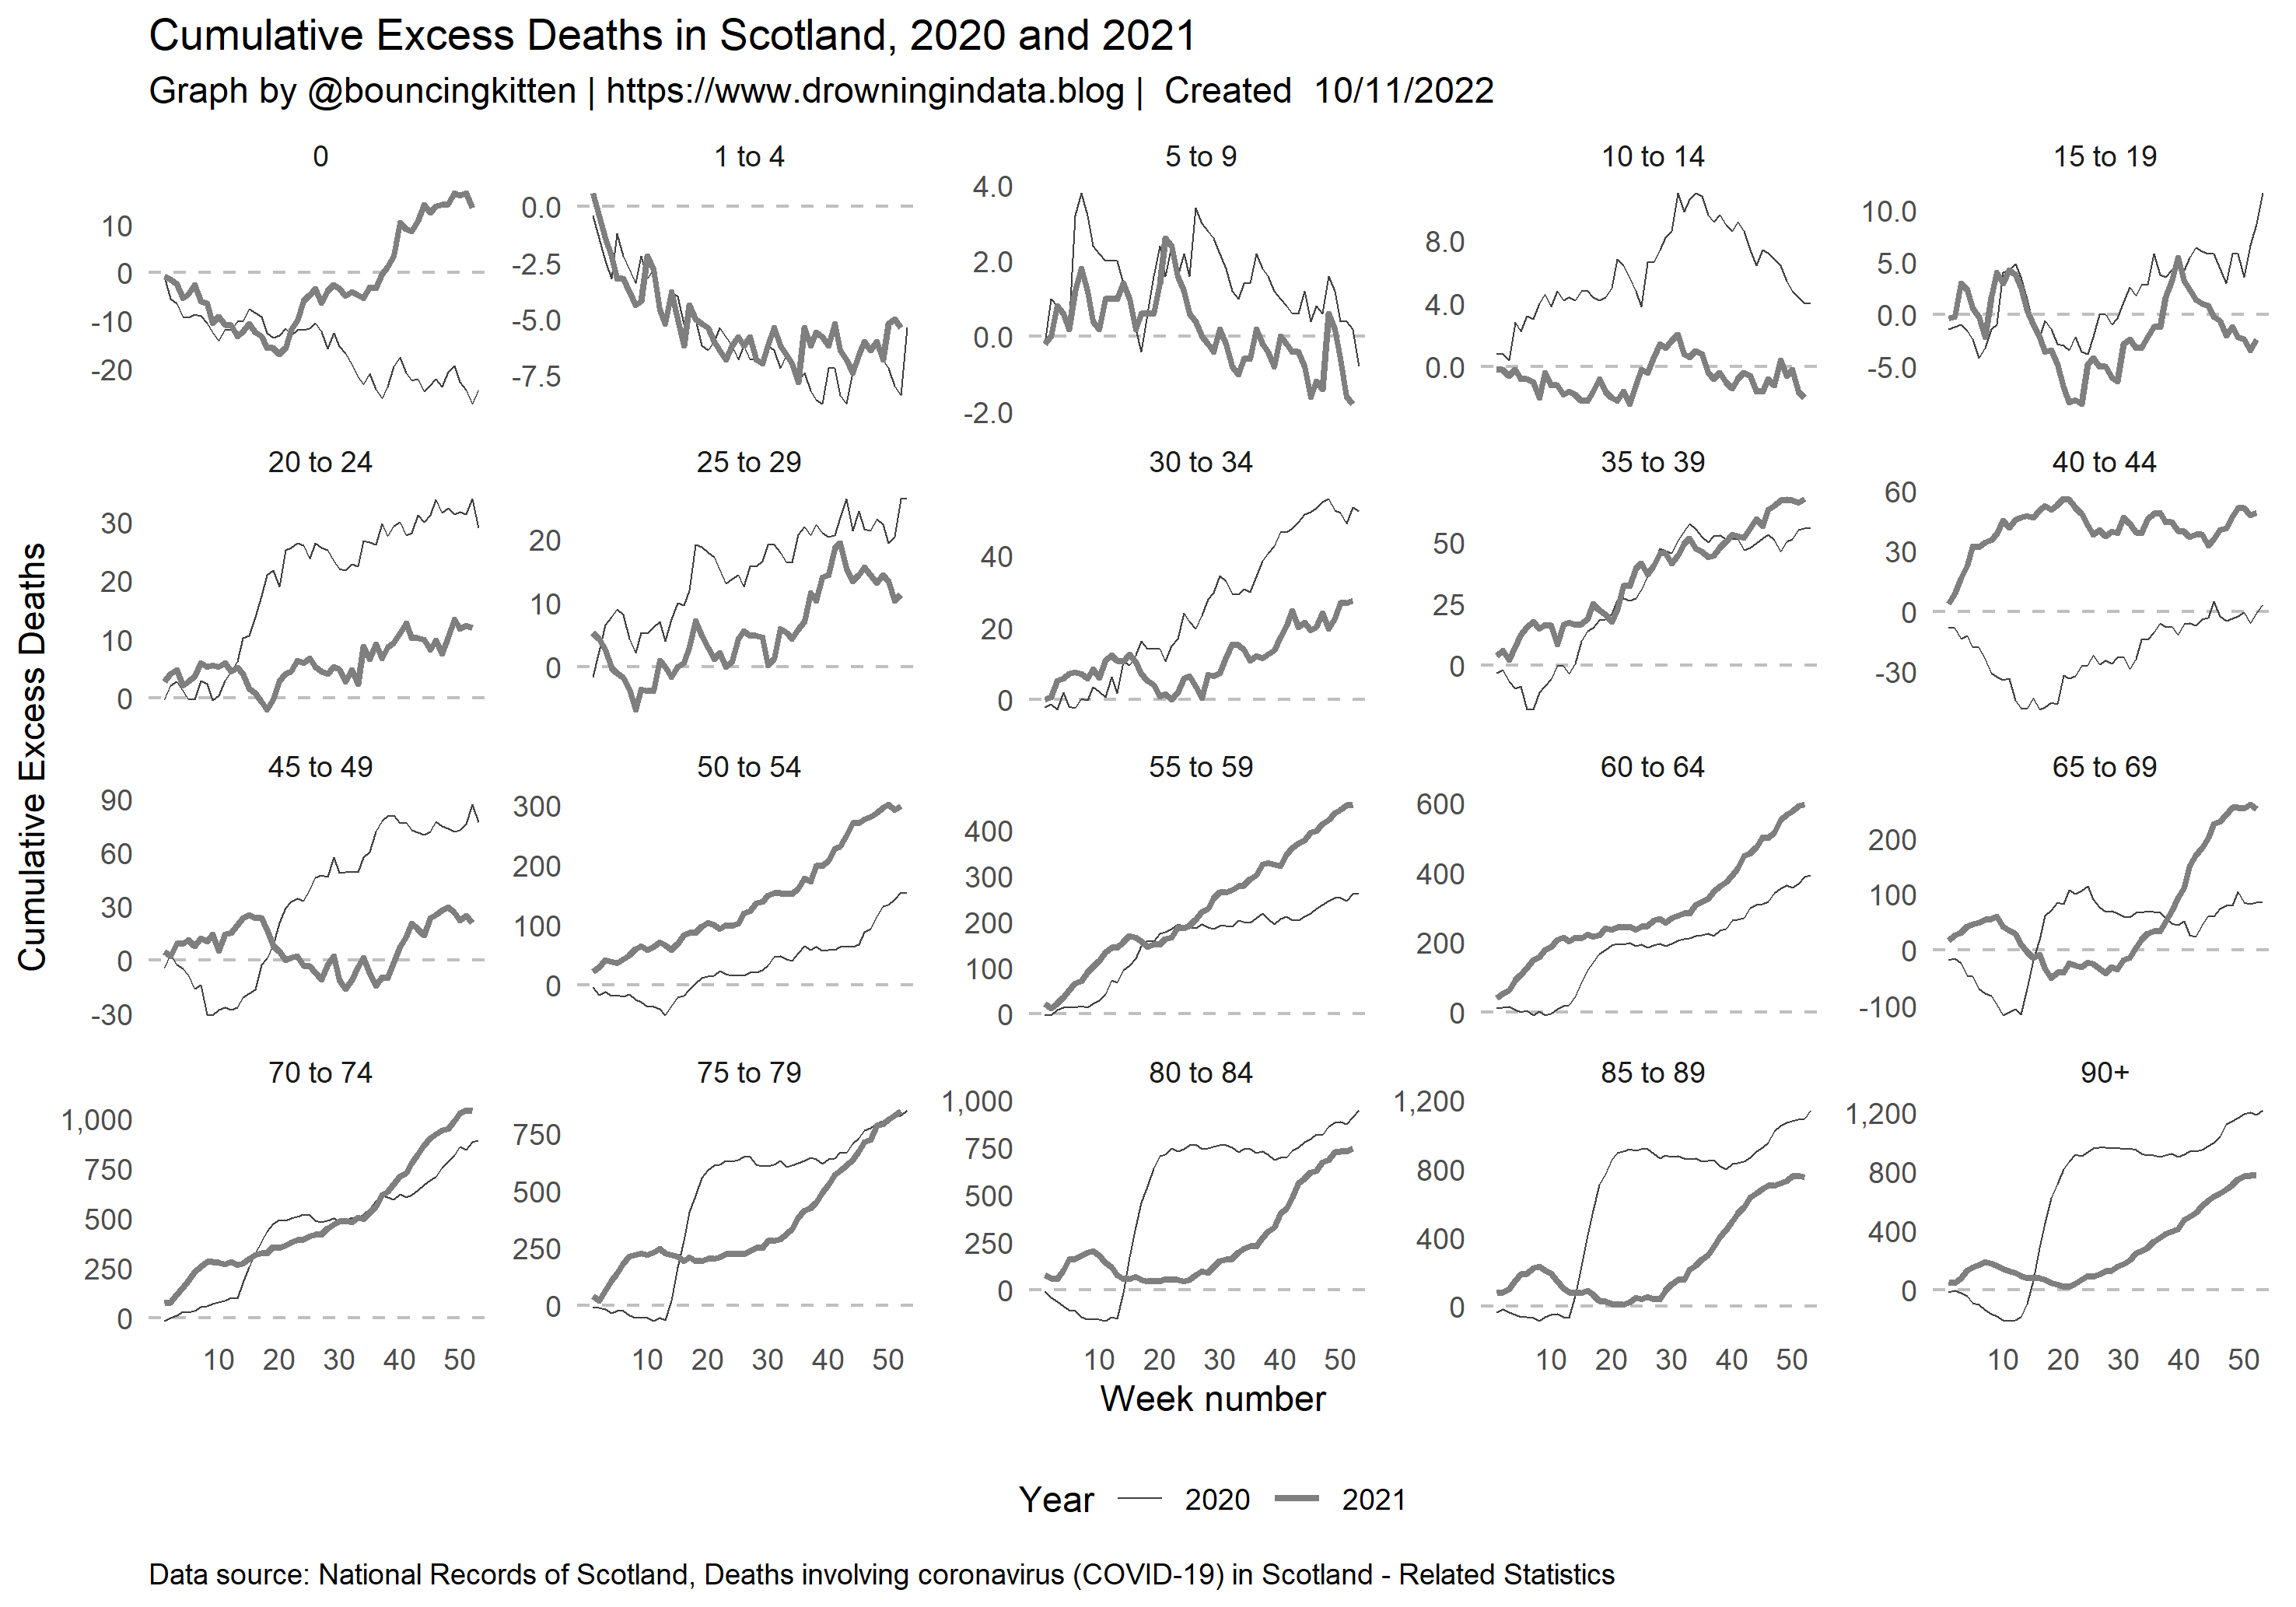 Cumulative Excess Deaths in Scotland, 2020 and 2021
Graph by @bouncingkitten | https://www.drowningindata.blog | Created 10/11/2022
Cumulative Excess Deaths
0
10
0
-10
-20
1 to 4
0.0
-2.5
-5.0
-7.5
5 to 9
4.0
2.0
0.0
-2.0
10 to 14
8.0
4.0
0.0
15 to 19
10.0
5.0
0.0
-5.0
20 to 24
30
20
10
0
25 to 29
20
10
0
30 to 34
40
20
0
35 to 39
50
25
0
40 to 44
60
30
0
-30
45 to 49
90
60
30
0
-30
50 to 54
300
200
100
0
55 to 59
400
300
200
100
0
60 to 64
600
400
200
0
65 to 69
200
100
0
-100
70 to 74
1,000
750
500
250
0
75 to 79
750
500
250
0
80 to 84
1,000
750
500
250
0
85 to 89
1,200
800
400
0
90+
1,200
800
400
0
10 20 30 40 50
10 20 30 40 50
10 20 30 40 50
10 20 30 40 50
10 20 30 40 50
Week number
Year 2020 2021
Data source: National Records of Scotland, Deaths involving coronavirus (COVID-19) in Scotland - Related Statistics